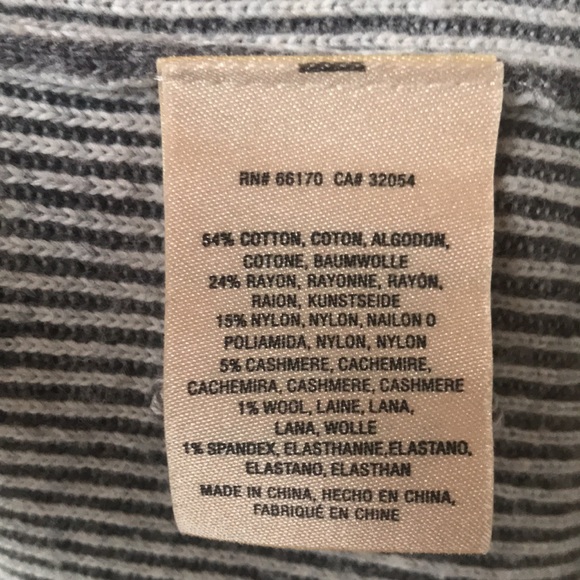 RN# 66170 CA# 32054
54% COTTON, COTON, ALGODON,
COTONE, BAUMWOLLE
24% RAYON, RAYONNE, RAYÓN,
RAION, KUNSTSEIDE
15% NYLON, NYLON, NAILON O
POLIAMIDA, NYLON, NYLON
5% CASHMERE, CACHEMIRE,
CACHEMIRA, CASHMERE, CASHMERE
1% WOOL, LAINE, LANA,
LANA, WOLLE
1% SPANDEX, ELASTHANNE,ELASTANO,
ELASTANO, ELASTHAN
MADE IN CHINA, HECHO EN CHINA,
FABRIQUÉ EN CHINE